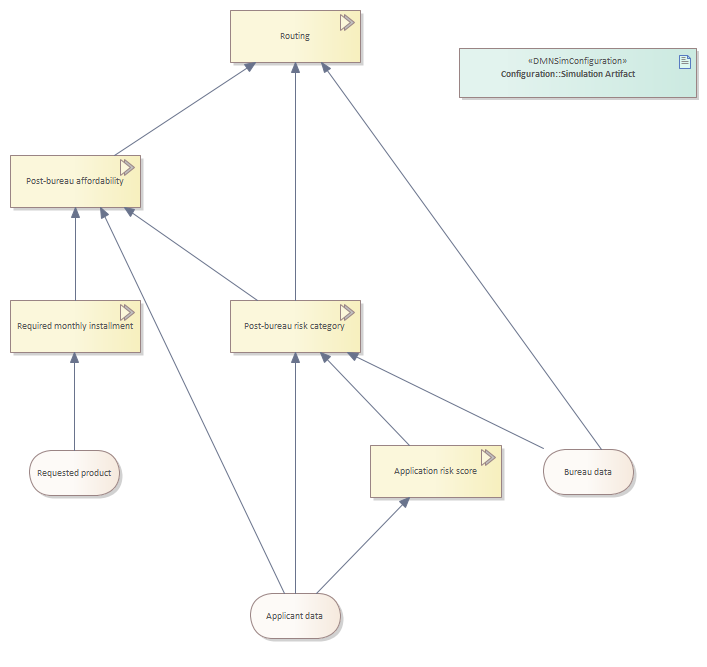 Routing
«DMNSimConfiguration»
Configuration::Simulation Artifact
Post-bureau affordability
Required monthly installment
Post-bureau risk category
Requested product
Application risk score
Bureau data
Applicant data